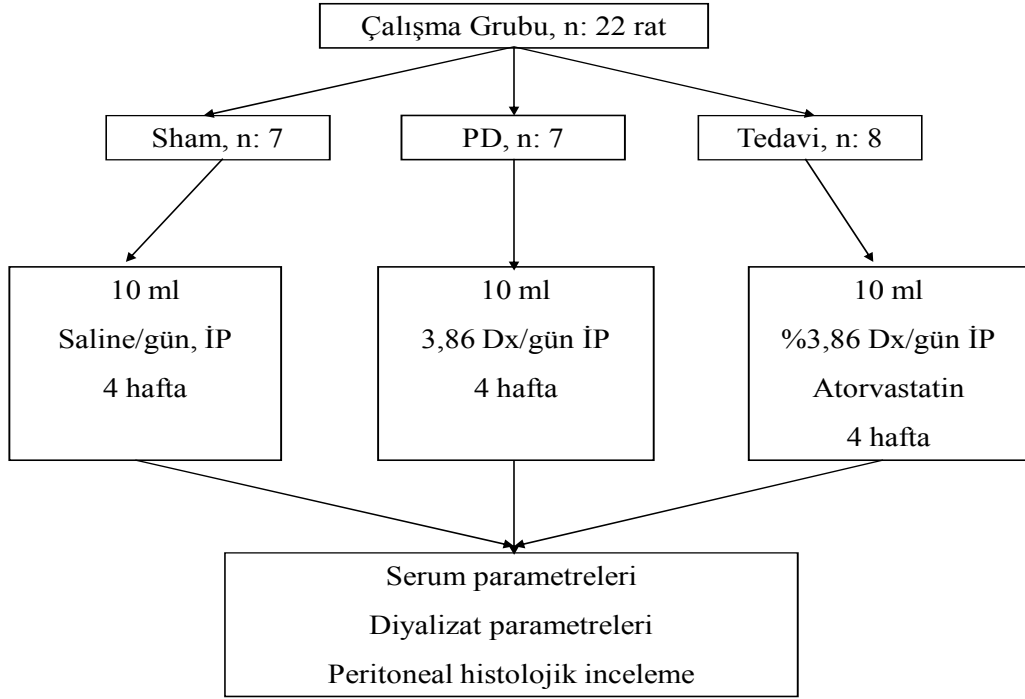 Çalışma Grubu, n: 22 rat
Sham, n: 7
PD, n: 7
Tedavi, n: 8
10 ml
Saline/gün, İP
4 hafta
10 ml
3,86 Dx/gün İP
4 hafta
10 ml
%3,86 Dx/gün İP
Atorvastatin
4 hafta
Serum parametreleri
Diyalizat parametreleri
Peritoneal histolojik inceleme